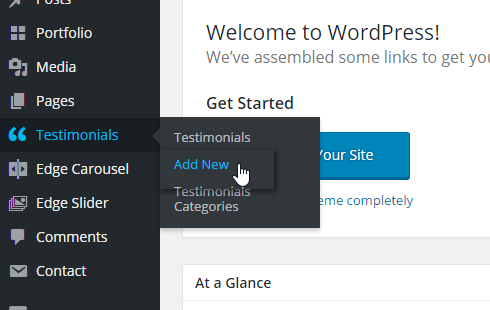 Posts
Portfolio
Media
Pages
Testimonials
Edge Carousel
Edge Slider
Comments
Contact
Testimonials
Add New
Testimonials
Categories
Welcome to WordPress!
We've assembled some links to get you
Get Started
Your Site
eme completely
At a Glance